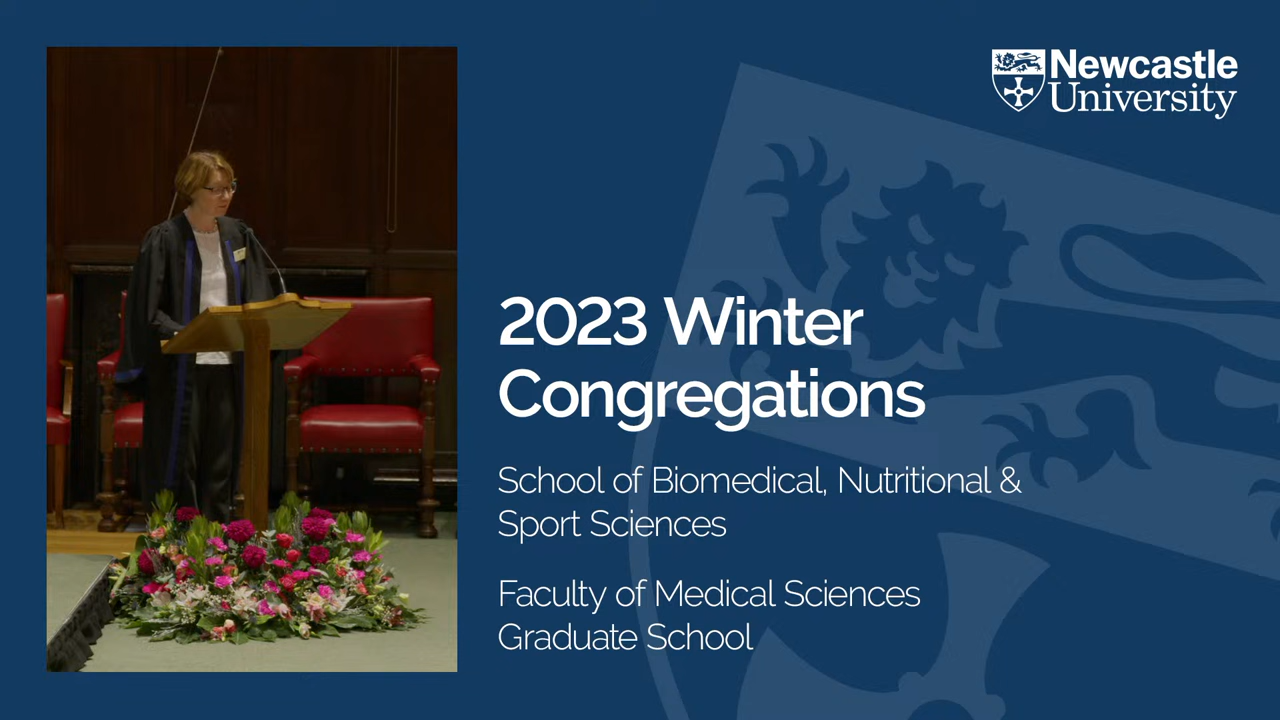 Newcastle
University
2023 Winter
Congregations
School of Biomedical, Nutritional &
Sport Sciences
Faculty of Medical Sciences
Graduate School